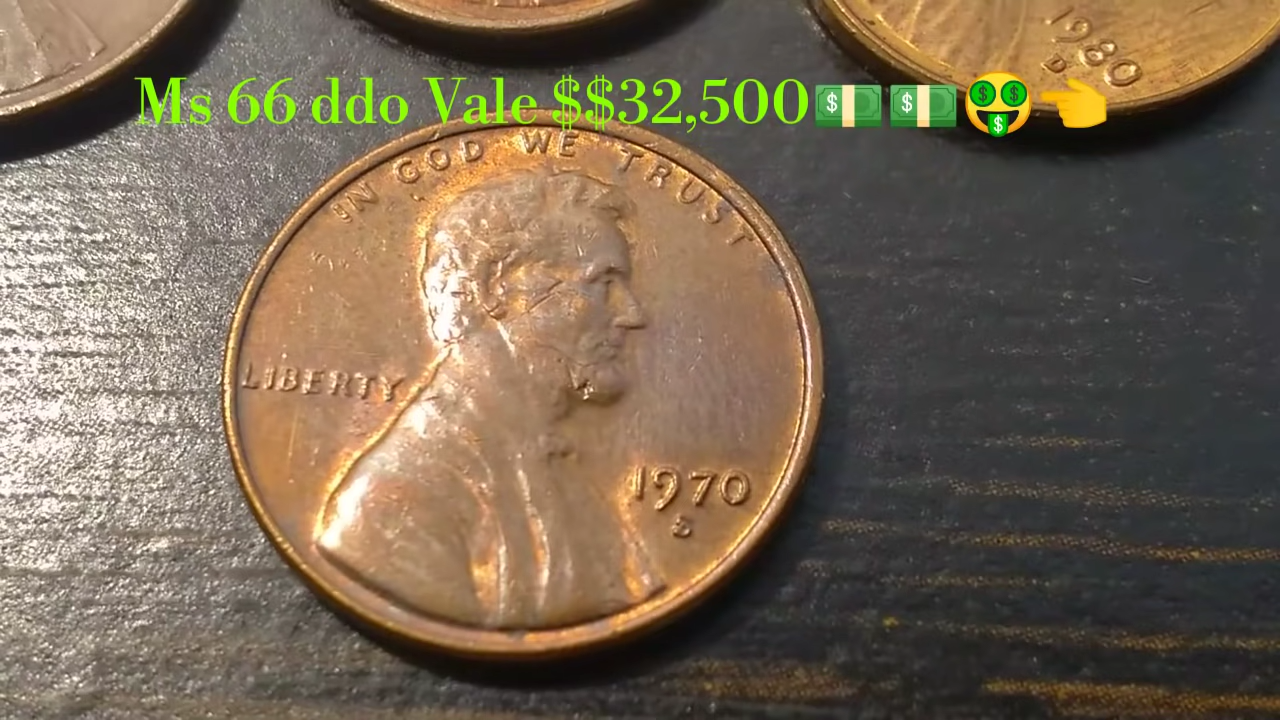 1980
D
Ms 66 ddo Vale $$32,500💵💵🤑👈
IN GOD WE TRUST
LIBERTY
1970
S